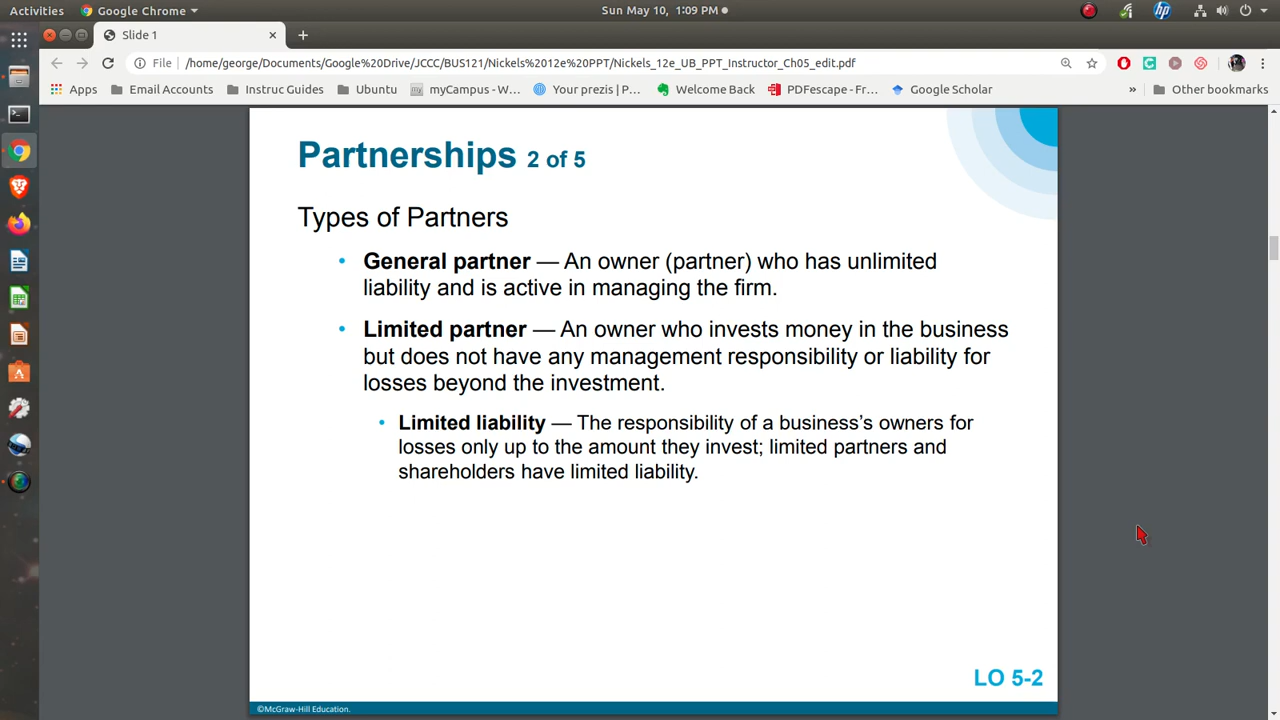 Activities
Google Chrome
Sun May 10, 1:09 PM
Slide 1
File
/home/george/Documents/Google%20Drive/JCCC/BUS121/Nickels%2012e%20PPT/Nickels_12e_UB_PPT_Instructor_Ch05_edit.pdf
Apps
Email Accounts
Instruc Guides
Ubuntu
myCampus - W...
Your prezis | P...
Welcome Back
PDFescape - Fr...
Google Scholar
»
Other bookmarks
Partnerships 2 of 5
Types of Partners
• General partner — An owner (partner) who has unlimited
liability and is active in managing the firm.
• Limited partner — An owner who invests money in the business
but does not have any management responsibility or liability for
losses beyond the investment.
• Limited liability — The responsibility of a business’s owners for
losses only up to the amount they invest; limited partners and
shareholders have limited liability.
LO 5-2
©McGraw-Hill Education.